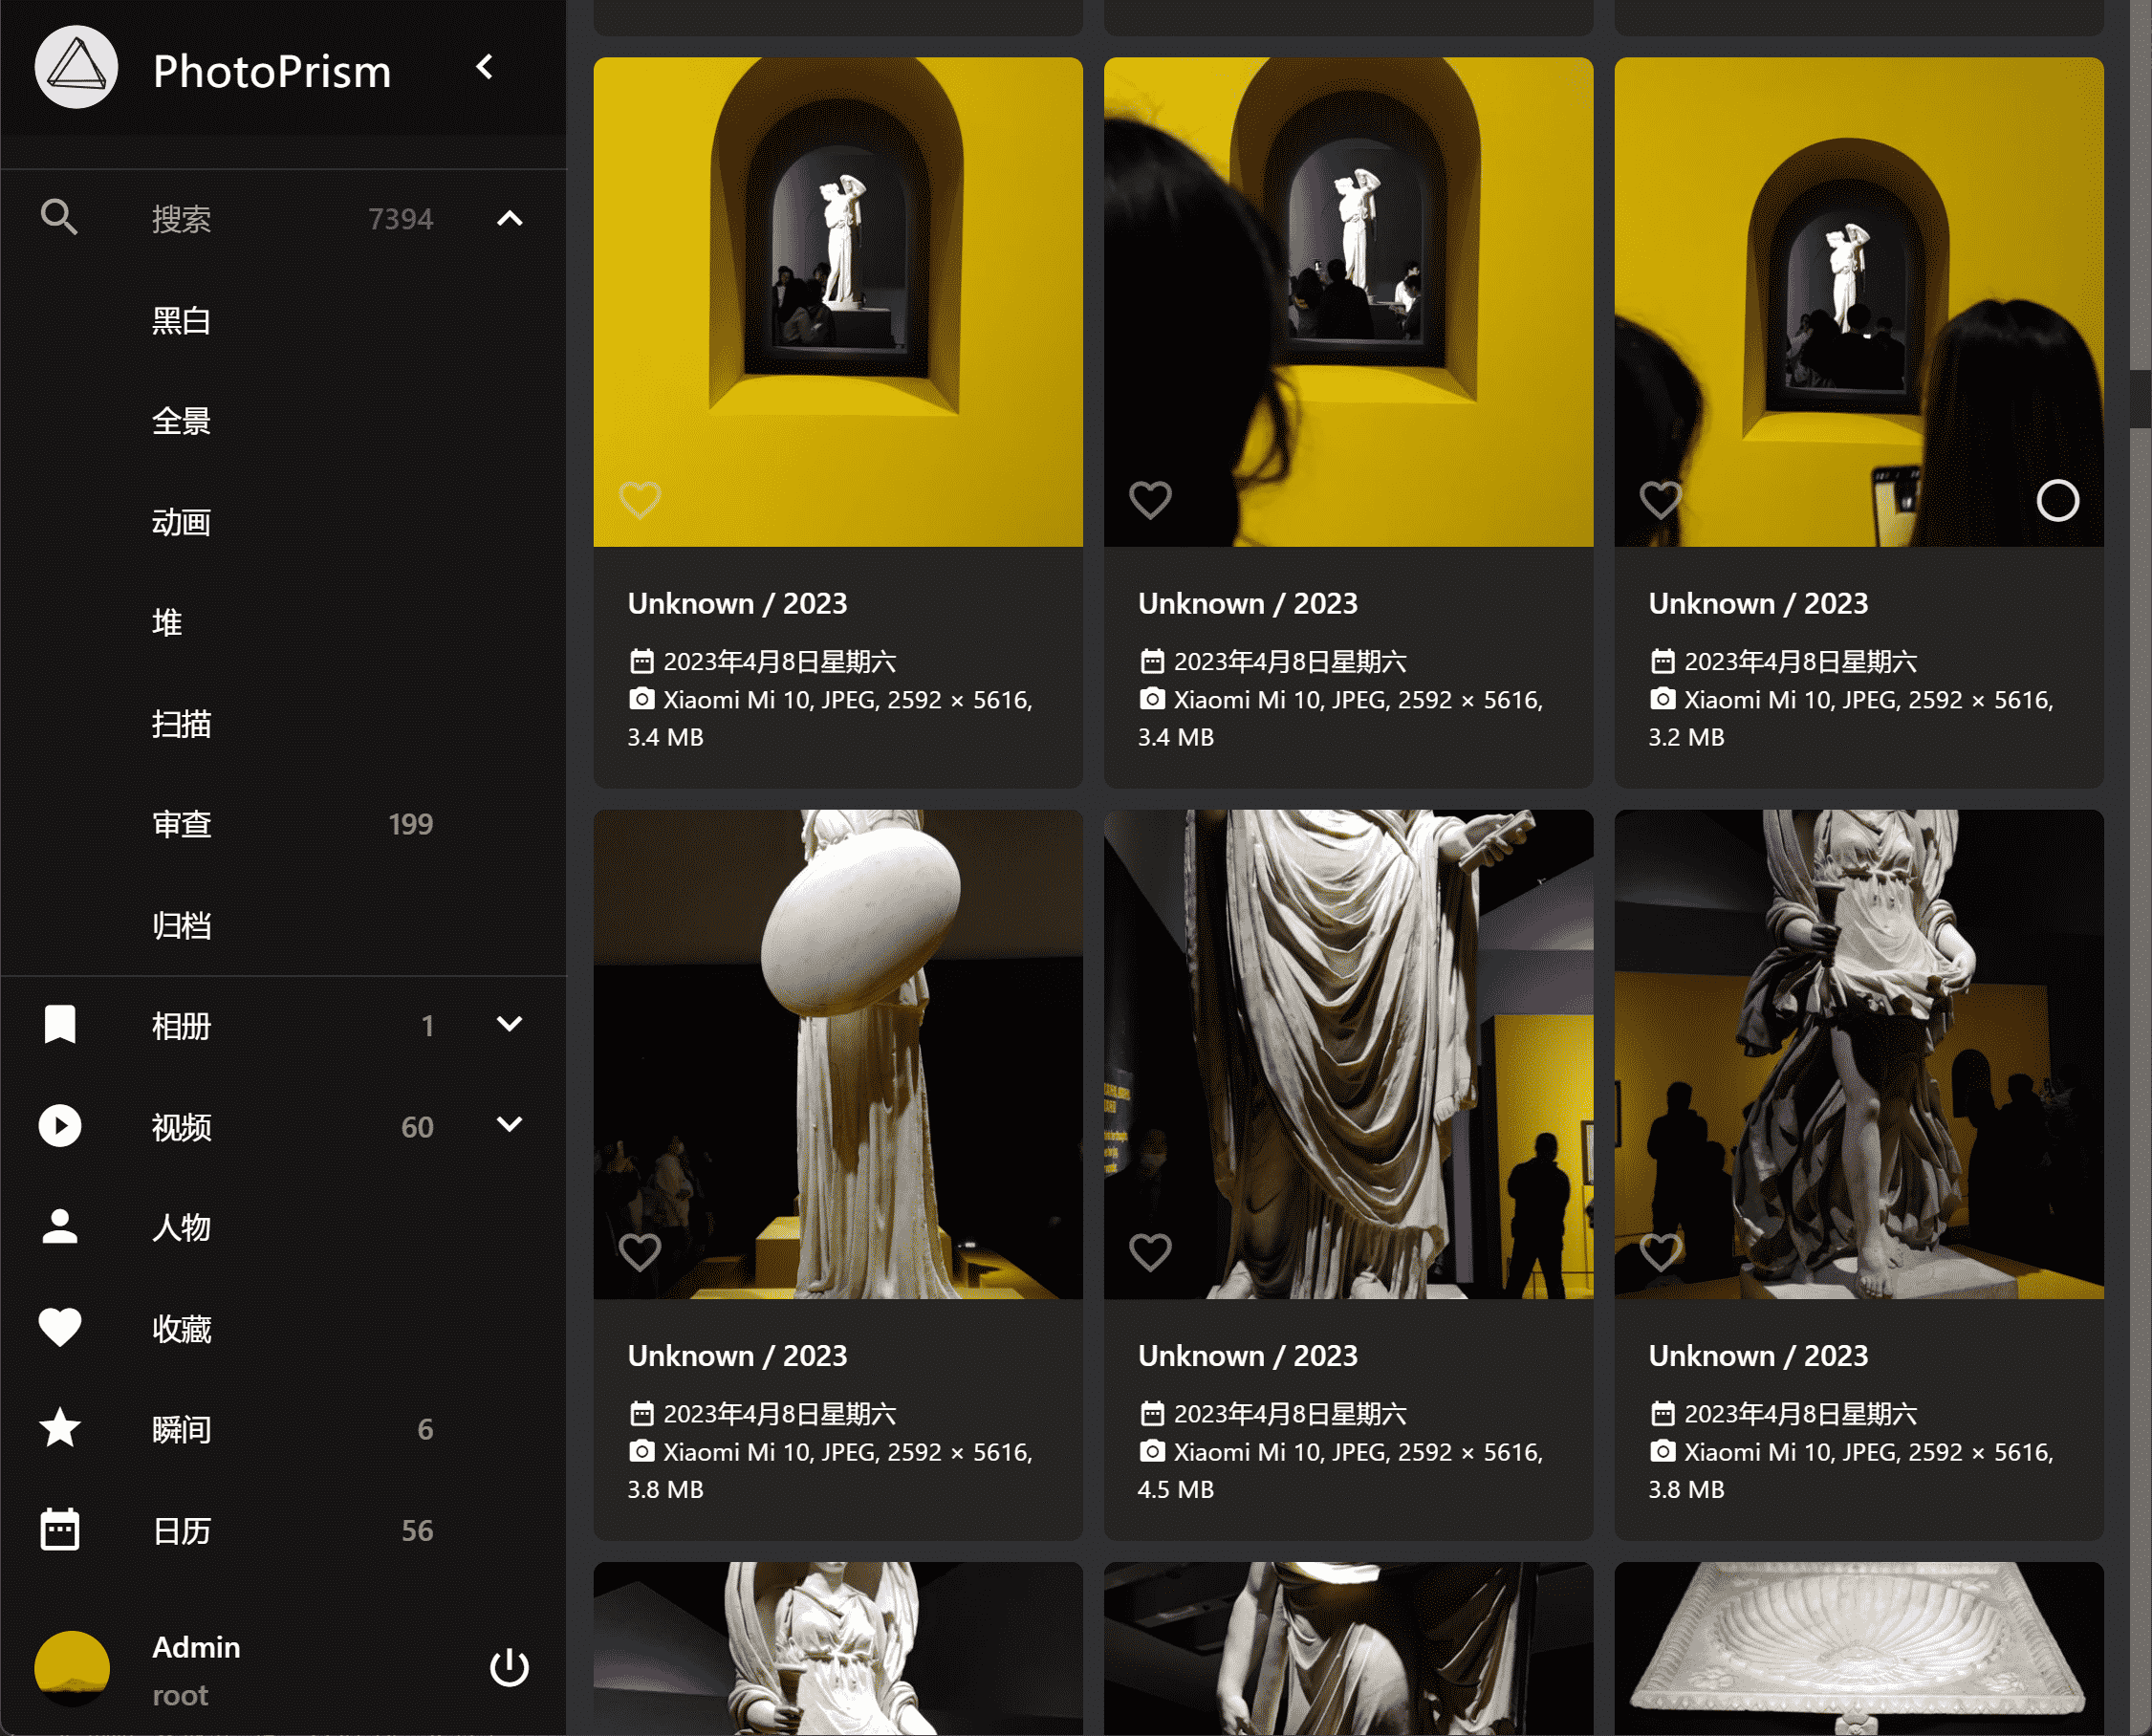 PhotoPrism
搜索 7394
黑白
全景
动画
堆
扫描
审查 199
归档
相册 1
视频 60
人物
收藏
瞬间 6
日历 56
Admin
root
Unknown / 2023
2023年4月8日星期六
Xiaomi Mi 10, JPEG, 2592 × 5616,
3.4 MB
Unknown / 2023
2023年4月8日星期六
Xiaomi Mi 10, JPEG, 2592 × 5616,
3.4 MB
Unknown / 2023
2023年4月8日星期六
Xiaomi Mi 10, JPEG, 2592 × 5616,
3.2 MB
Unknown / 2023
2023年4月8日星期六
Xiaomi Mi 10, JPEG, 2592 × 5616,
3.8 MB
Unknown / 2023
2023年4月8日星期六
Xiaomi Mi 10, JPEG, 2592 × 5616,
4.5 MB
Unknown / 2023
2023年4月8日星期六
Xiaomi Mi 10, JPEG, 2592 × 5616,
3.8 MB